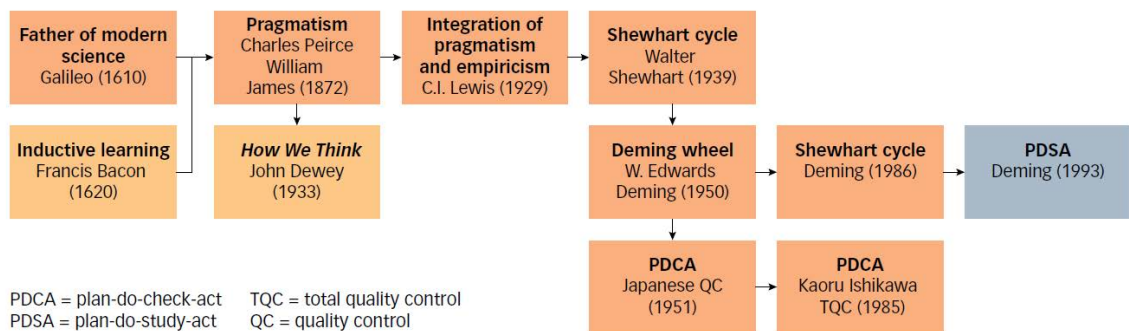 Father of modern
science
Galileo (1610)
Pragmatism
Charles Peirce
William
James (1872)
Integration of
pragmatism
and empiricism
C.I. Lewis (1929)
Shewhart cycle
Walter
Shewhart (1939)
Inductive learning
Francis Bacon
(1620)
How We Think
John Dewey
(1933)
Deming wheel
W. Edwards
Deming (1950)
Shewhart cycle
Deming (1986)
PDSA
Deming (1993)
PDCA
Japanese QC
(1951)
PDCA
Kaoru Ishikawa
TQC (1985)
PDCA = plan-do-check-act TQC = total quality control
PDSA = plan-do-study-act QC = quality control